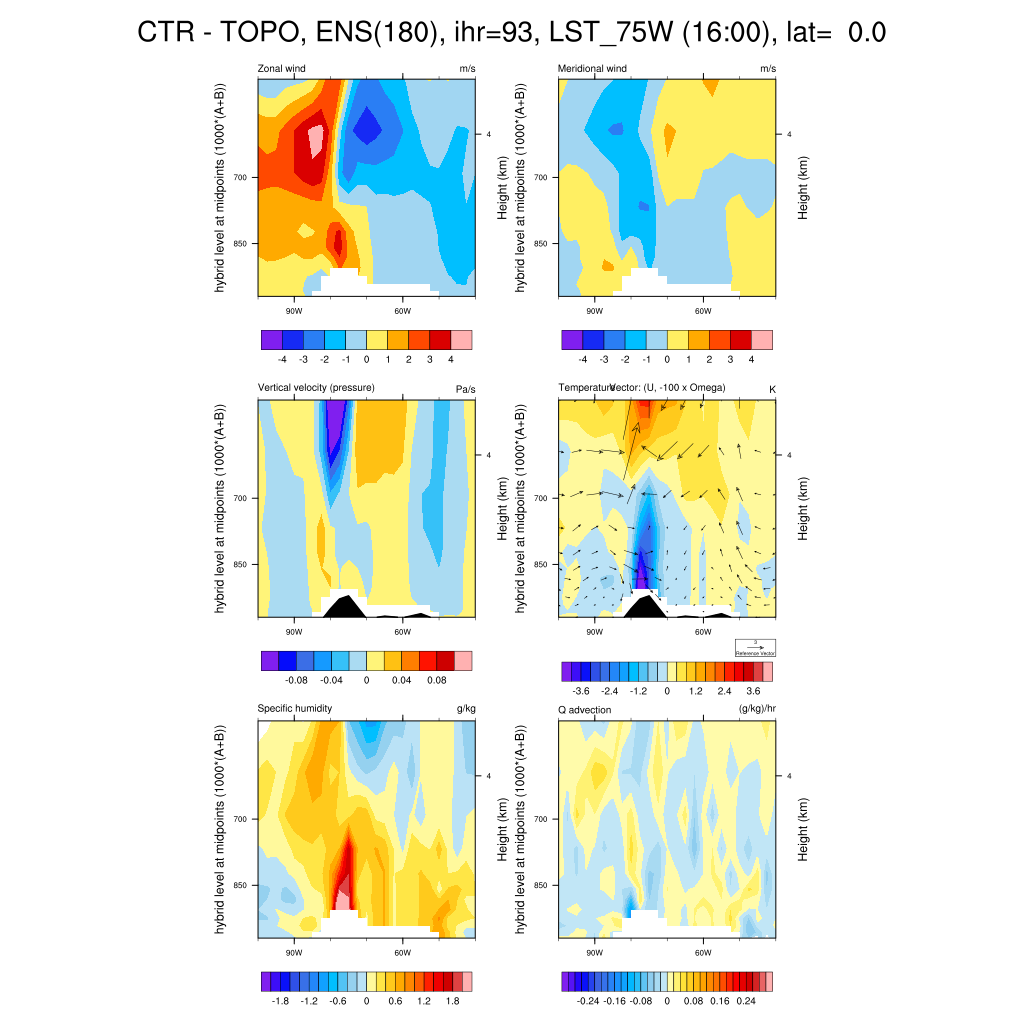 CTR - TOPO, ENS(180), ihr=93, LST_75W (16:00), lat= 0.0
Zonal wind m/s
hybrid level at midpoints (1000*(A+B))
700
850
4
Height (km)
90W 60W
-4 -3 -2 -1 0 1 2 3 4
Meridional wind m/s
hybrid level at midpoints (1000*(A+B))
700
850
4
Height (km)
90W 60W
-4 -3 -2 -1 0 1 2 3 4
Vertical velocity (pressure) Pa/s
hybrid level at midpoints (1000*(A+B))
700
850
4
Height (km)
90W 60W
-0.08 -0.04 0 0.04 0.08
Temperature Vector: (U, -100 x Omega) K
hybrid level at midpoints (1000*(A+B))
700
850
4
Height (km)
90W 60W
3
Reference Vector
-3.6 -2.4 -1.2 0 1.2 2.4 3.6
Specific humidity g/kg
hybrid level at midpoints (1000*(A+B))
700
850
4
Height (km)
90W 60W
-1.8 -1.2 -0.6 0 0.6 1.2 1.8
Q advection (g/kg)/hr
hybrid level at midpoints (1000*(A+B))
700
850
4
Height (km)
90W 60W
-0.24 -0.16 -0.08 0 0.08 0.16 0.24